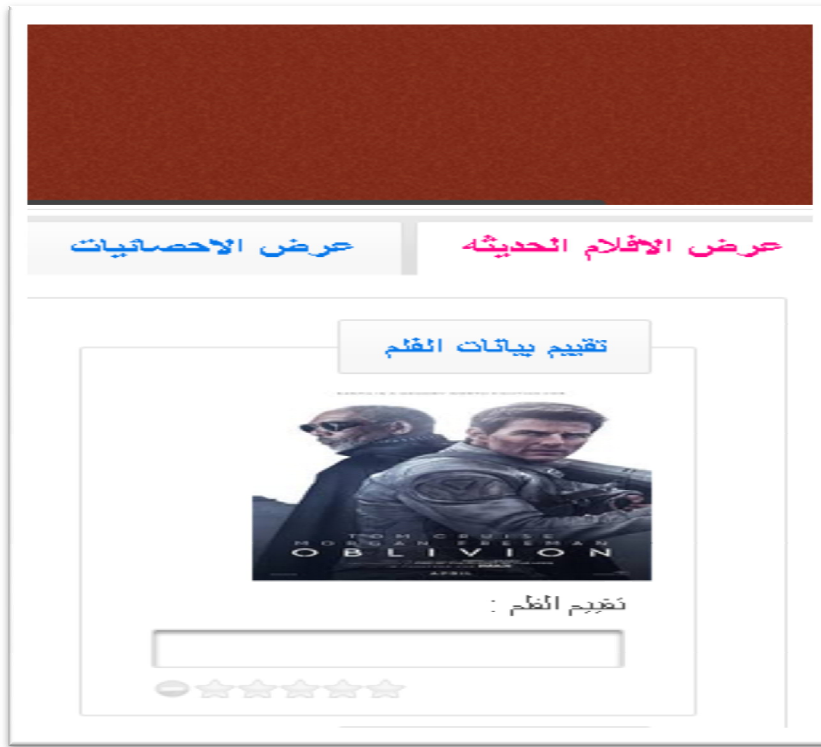 عرض الافلام الحديثه
عرض الاحصائيات
تقييم بيانات الفلم
TOM CRUISE
MORGAN FREEMAN
OBLIVION
APRIL
تقييم الفلم :